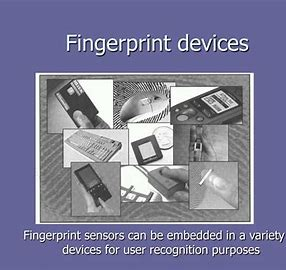 Fingerprint devices
Fingerprint sensors can be embedded in a variety
devices for user recognition purposes